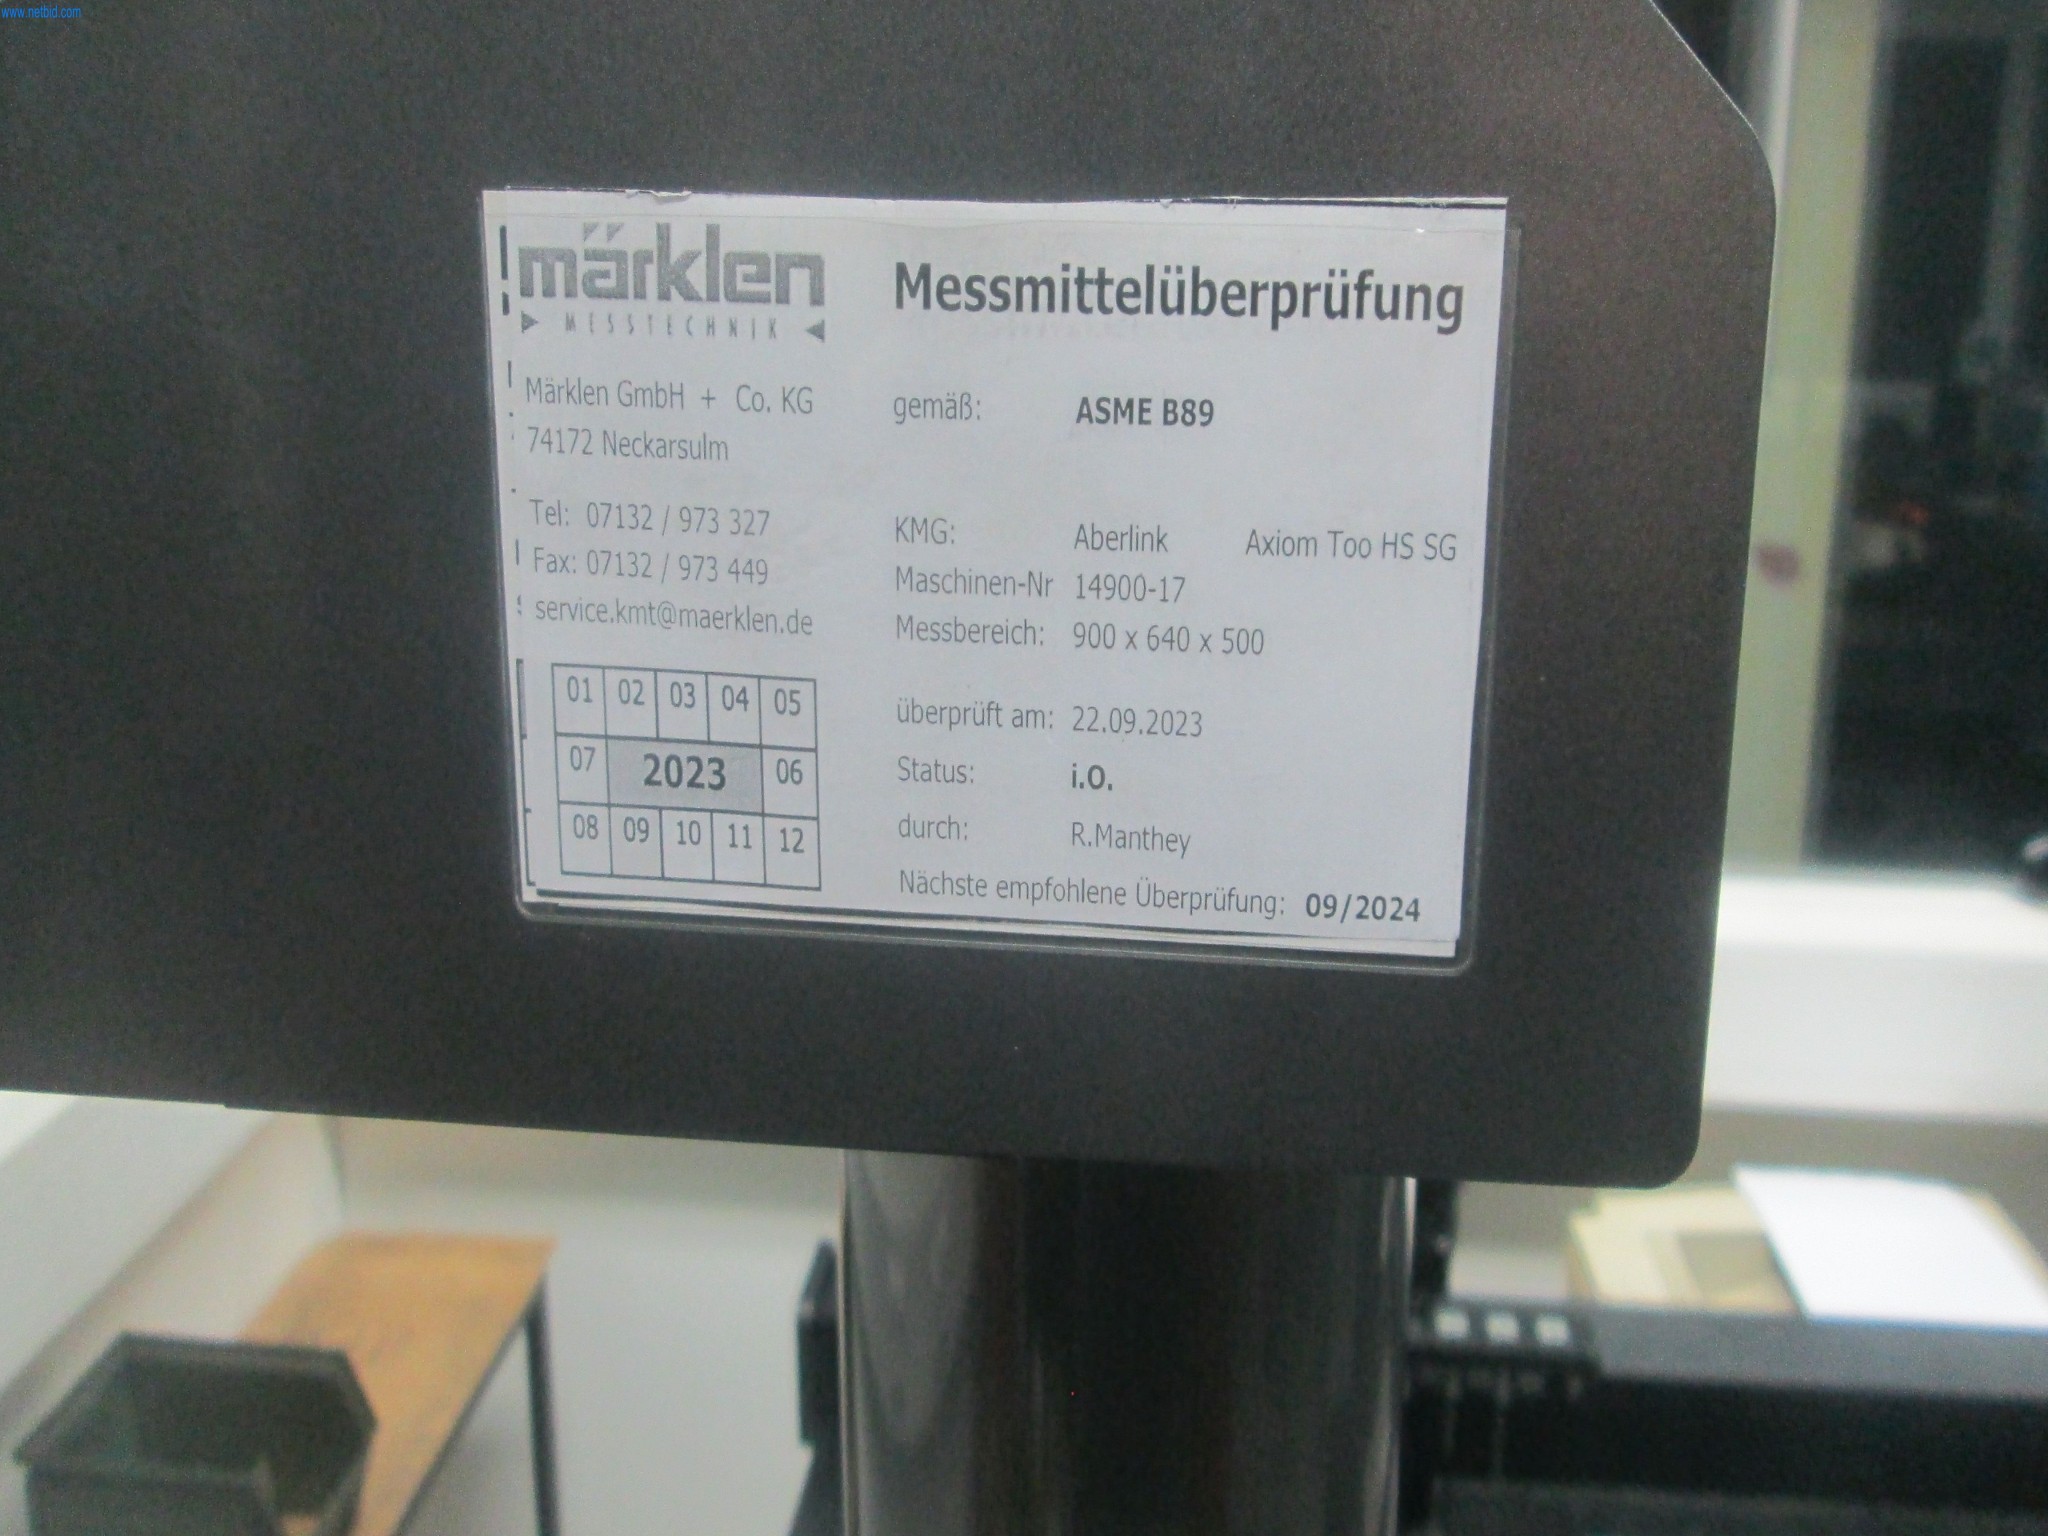 www.netbid.com
märklen
MESSTECHNIK
Märklen GmbH + Co. KG
74172 Neckarsulm
Tel: 07132 / 973 327
Fax: 07132 / 973 449
service.kmt@maerklen.de
01 02 03 04 05
07 2023 06
08 09 10 11 12
Messmittelüberprüfung
gemäß: ASME B89
KMG: Aberlink Axiom Too HS SG
Maschinen-Nr 14900-17
Messbereich: 900 x 640 x 500
überprüft am: 22.09.2023
Status: i.O.
durch: R.Manthey
Nächste empfohlene Überprüfung: 09/2024